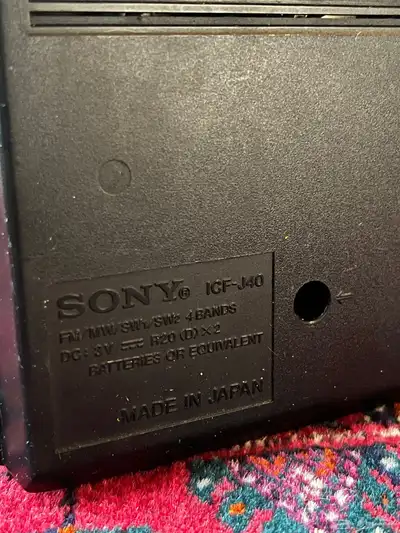 SONY® ICF-J40
FM/MW/SW1/SW2 4 BANDS
DC: 3V ⎓ R20 (D) × 2
BATTERIES OR EQUIVALENT
MADE IN JAPAN